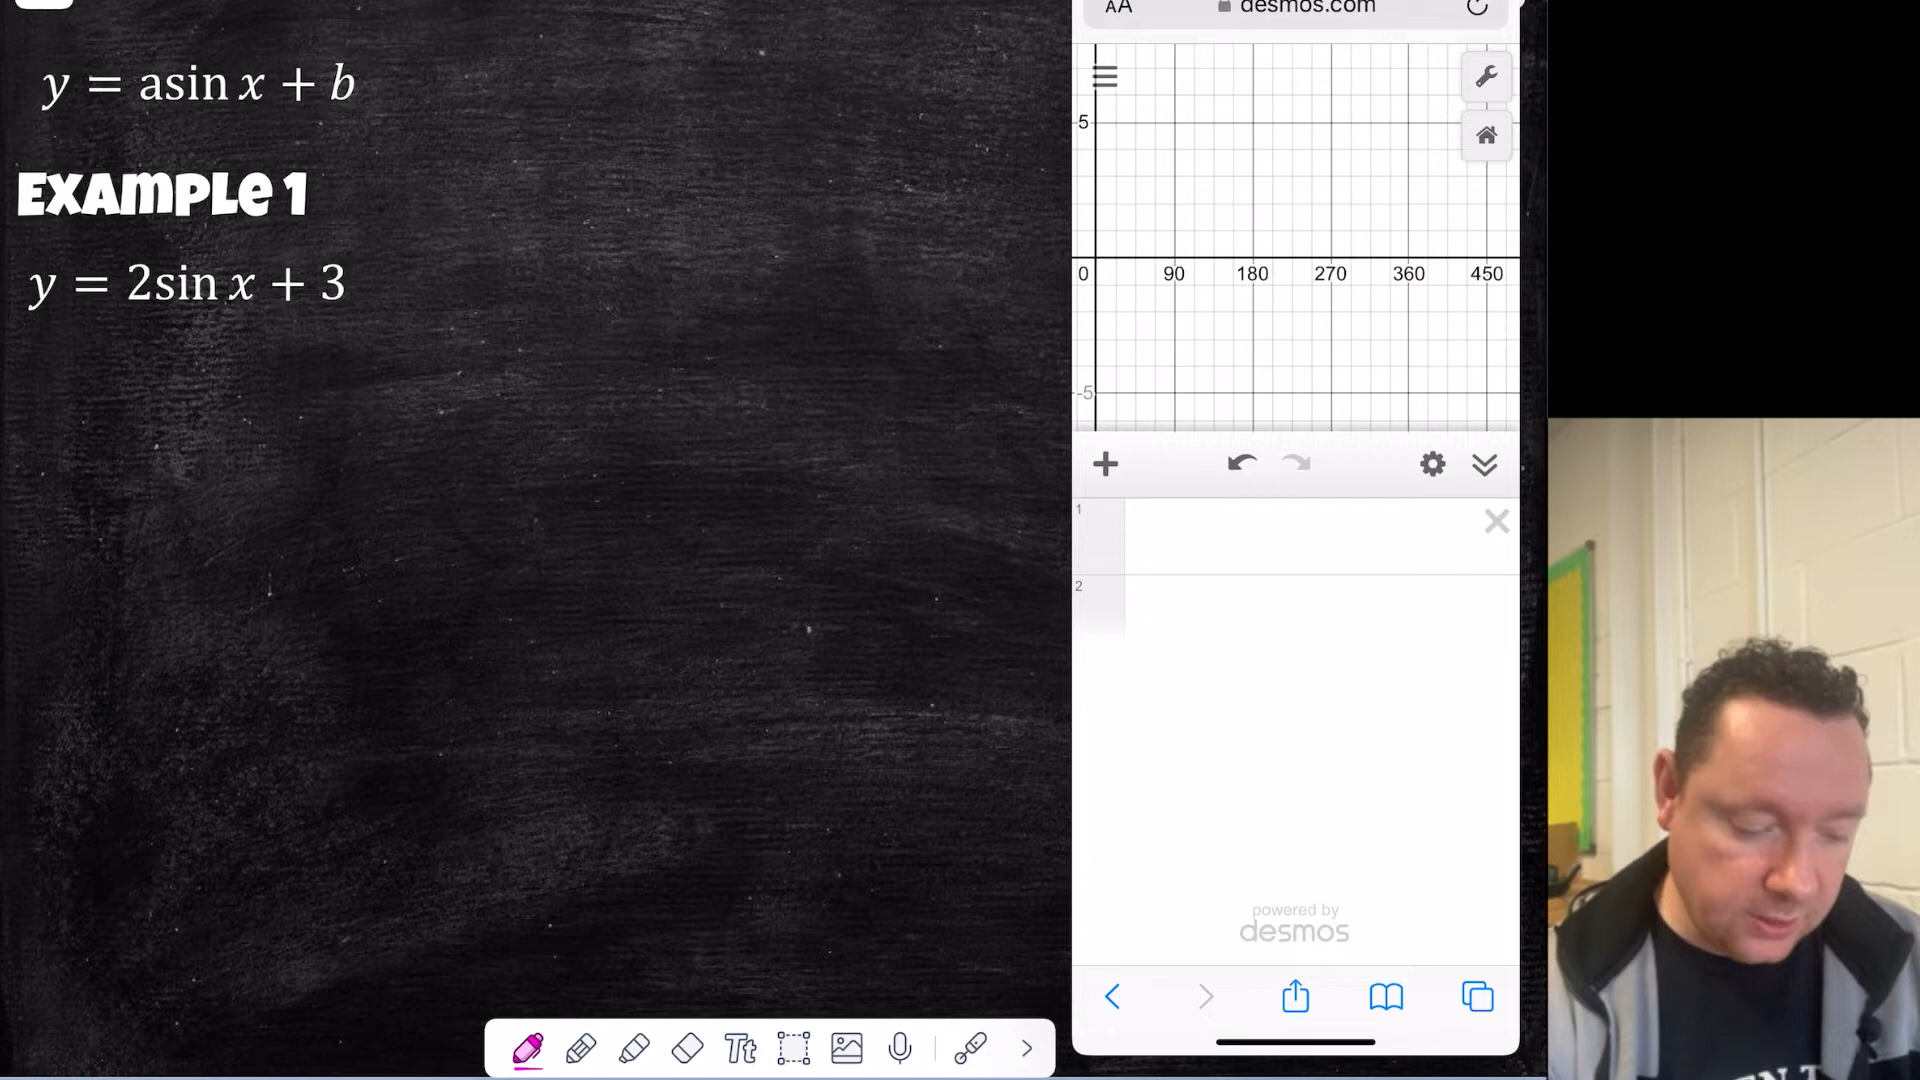 y = asin x + b
Example 1
y = 2sin x + 3
AA desmos.com
5
0 90 180 270 360 450
-5
1
2
powered by
desmos
Tt